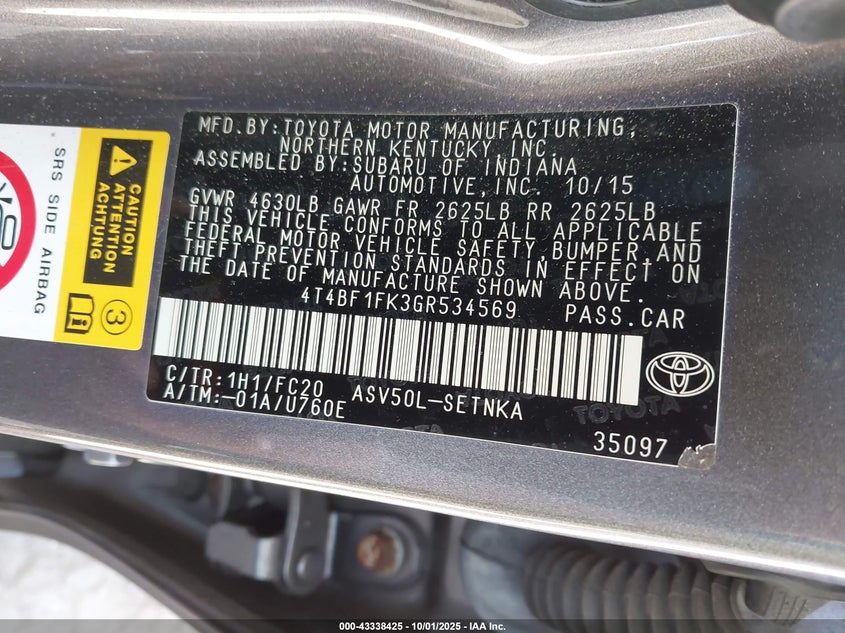 MFD.BY:TOYOTA MOTOR MANUFACTURING,
NORTHERN KENTUCKY, INC.
ASSEMBLED BY:SUBARU OF INDIANA
AUTOMOTIVE,INC. 10/15
GVWR 4630LB GAWR FR 2625LB RR 2625LB
THIS VEHICLE CONFORMS TO ALL APPLICABLE
FEDERAL MOTOR VEHICLE SAFETY,BUMPER,AND
THEFT PREVENTION STANDARDS IN EFFECT ON
THE DATE OF MANUFACTURE SHOWN ABOVE.
4T4BF1FK3GR534569 PASS.CAR
C/TR:1H1/FC20 ASV50L-SETNKA
A/TM:-01A/U760E
35097
TOYOTA
CAUTION
ATTENTION
ACHTUNG
SRS SIDE AIRBAG
3
000-43338425 - 10/01/2025 - IAA Inc.